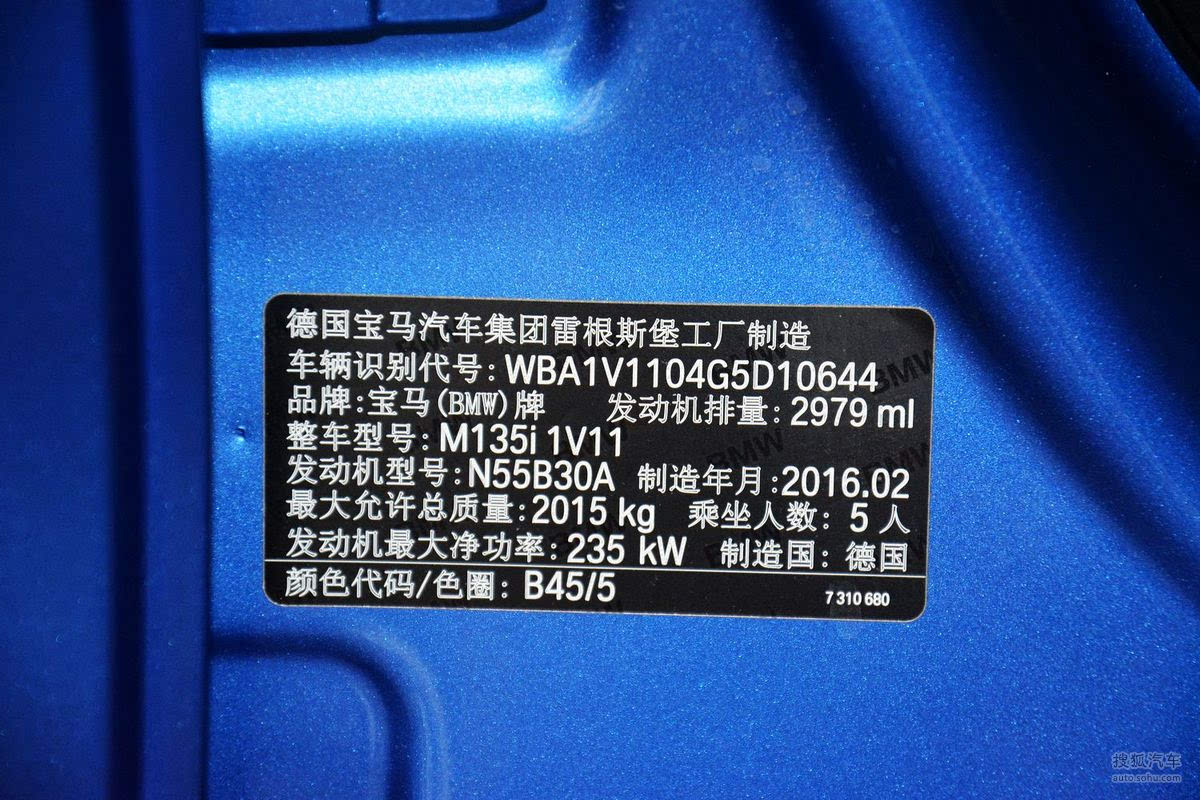 德国宝马汽车集团雷根斯堡工厂制造
车辆识别代号: WBA1V1104G5D10644
品牌:宝马(BMW)牌 发动机排量: 2979 ml
整车型号: M135i 1V11
发动机型号: N55B30A 制造年月:2016.02
最大允许总质量: 2015 kg 乘坐人数: 5 人
发动机最大净功率: 235 kW 制造国: 德国
颜色代码/色圈: B45/5 7 310 680
搜狐汽车
auto.sohu.com